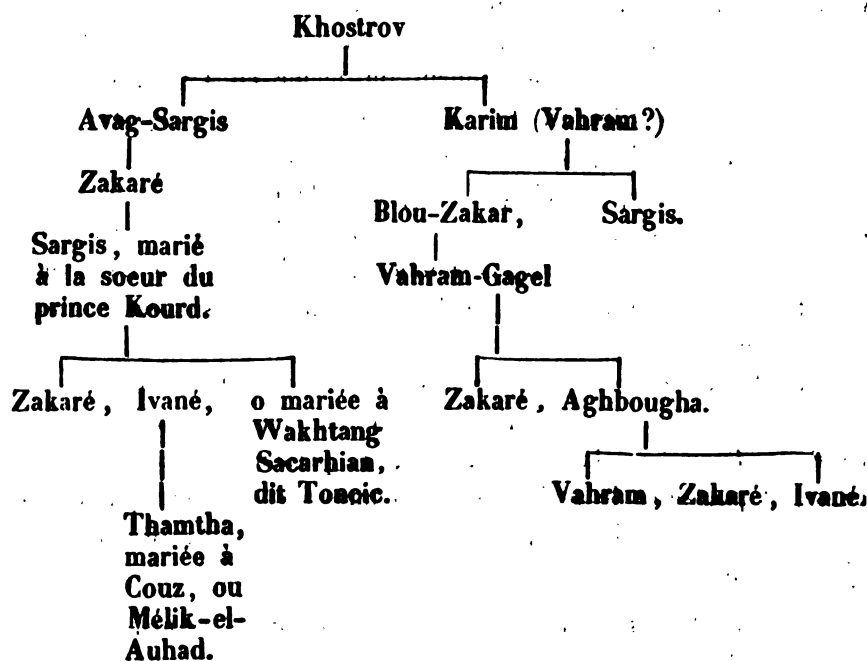 Khostrov
Avag-Sargis
Karim (Vahram?)
Zakaré
Blou-Zakar, Sargis.
Sargis, marié
à la soeur du
prince Kourd.
Vahram-Gagel
Zakaré, Ivané, o mariée à
Wakhtang
Sacarhian,
dit Tonoic.
Zakaré, Aghbougha.
Vahram, Zakaré, Ivané.
Thamtha,
mariée à
Couz, ou
Mélik-el-
Auhad.